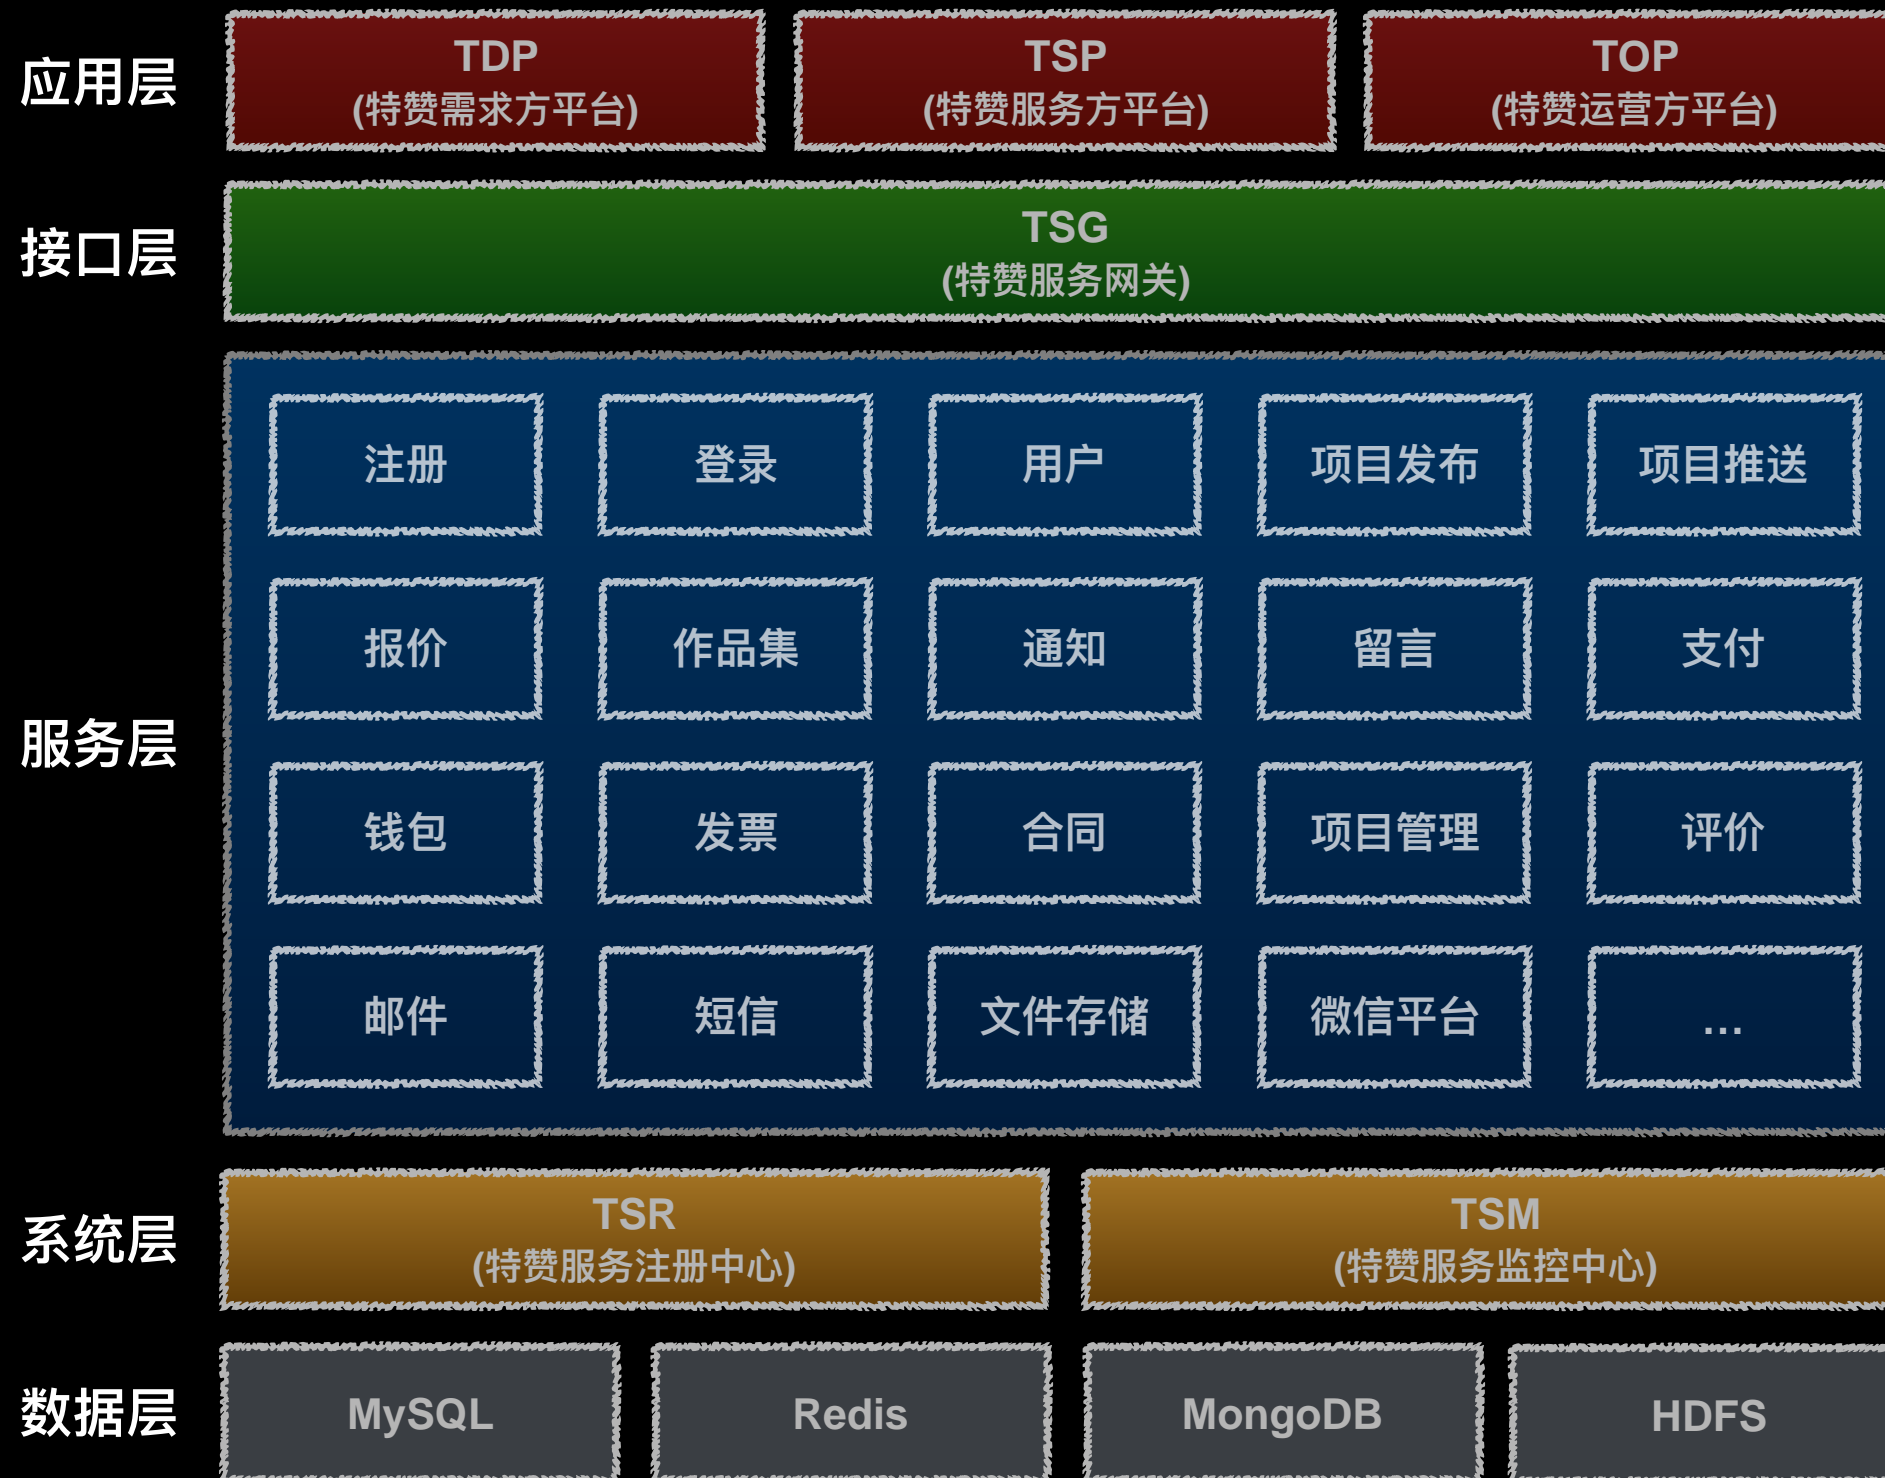 应用层
TDP
(特赞需求方平台)
TSP
(特赞服务方平台)
TOP
(特赞运营方平台)
接口层
TSG
(特赞服务网关)
服务层
注册
登录
用户
项目发布
项目推送
报价
作品集
通知
留言
支付
钱包
发票
合同
项目管理
评价
邮件
短信
文件存储
微信平台
...
系统层
TSR
(特赞服务注册中心)
TSM
(特赞服务监控中心)
数据层
MySQL
Redis
MongoDB
HDFS